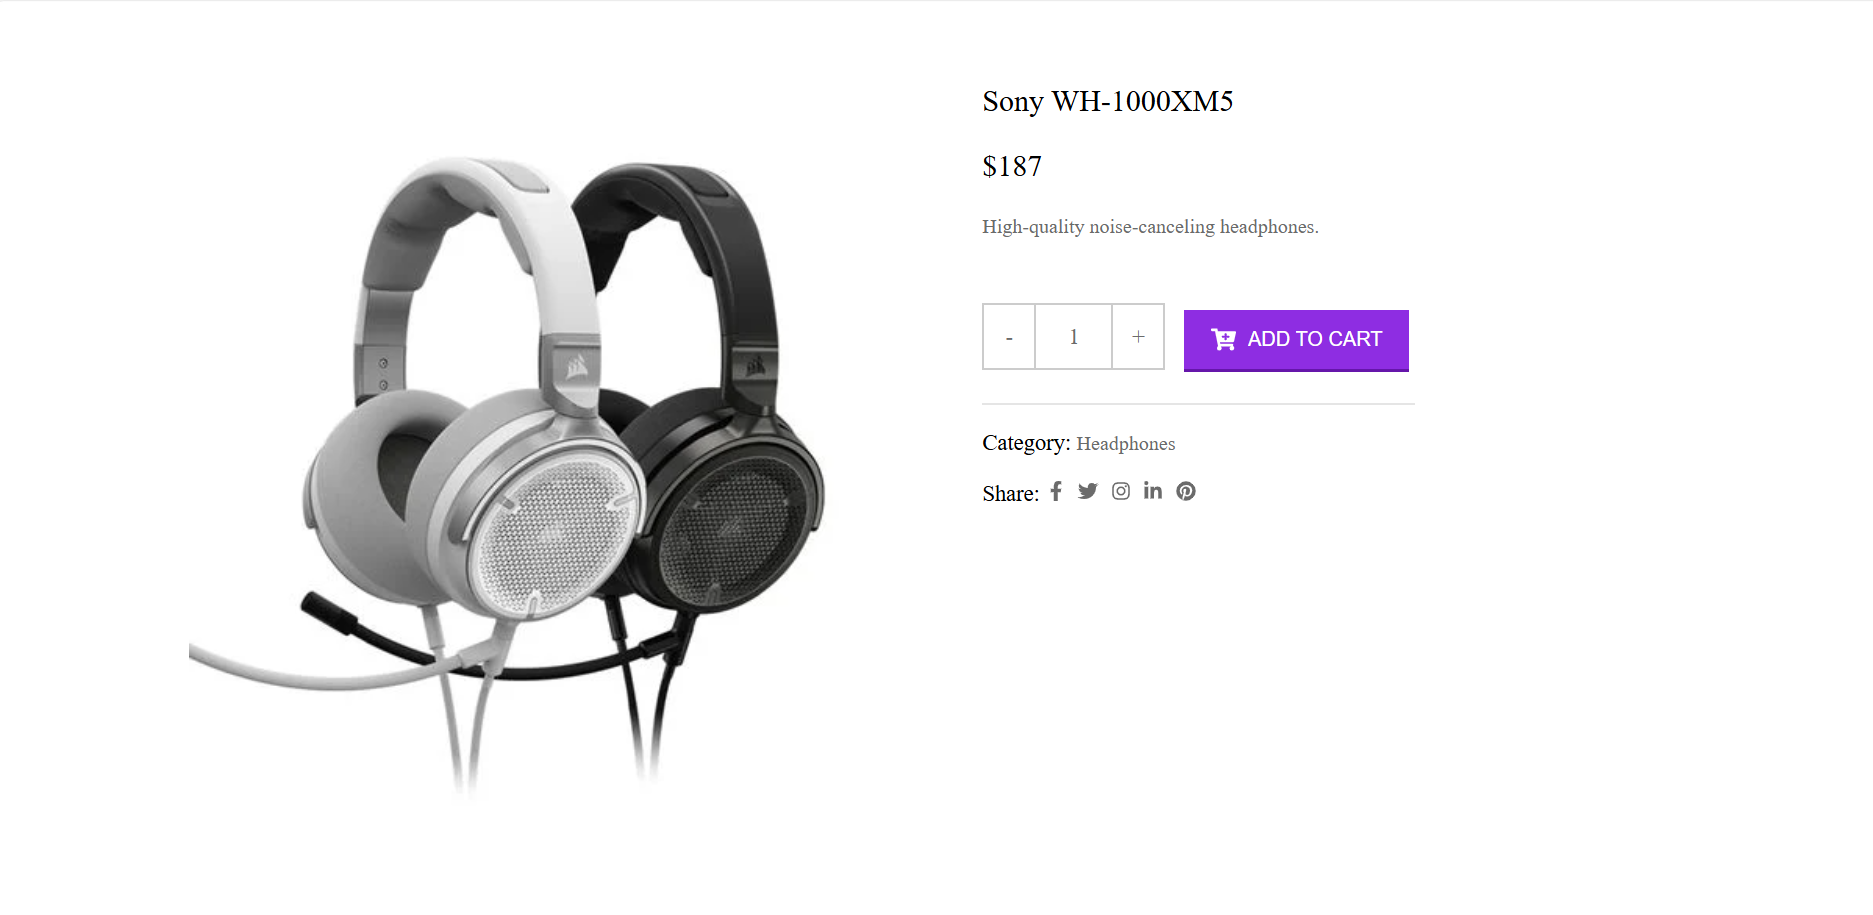 Sony WH-1000XM5
$187
High-quality noise-canceling headphones.
- 1 + ADD TO CART
Category: Headphones
Share: